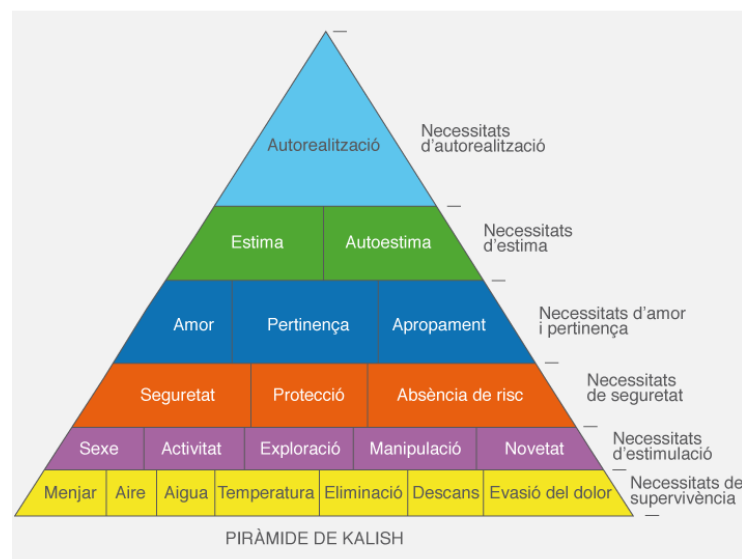 Autorealització
Necessitats
d'autorealització
Estima
Autoestima
Necessitats
d'estima
Amor
Pertinença
Apropament
Necessitats d'amor
i pertinença
Seguretat
Protecció
Absència de risc
Necessitats
de seguretat
Sexe
Activitat
Exploració
Manipulació
Novetat
Necessitats
d'estimulació
Menjar
Aire
Aigua
Temperatura
Eliminació
Descans
Evasió del dolor
Necessitats de
supervivència
PIRÀMIDE DE KALISH